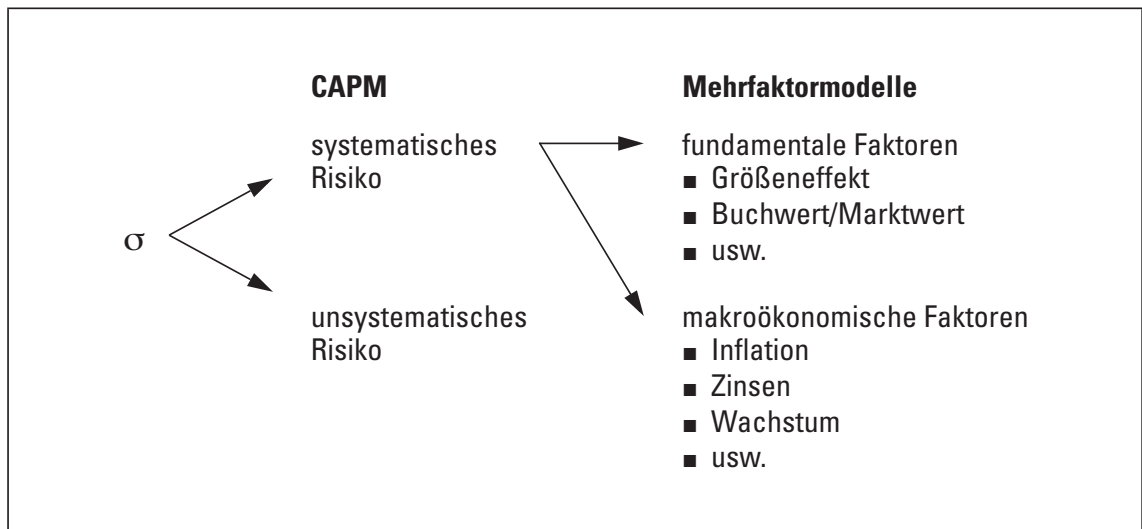 CAPM
Mehrfaktormodelle
systematisches
Risiko
fundamentale Faktoren
■ Größeneffekt
■ Buchwert/Marktwert
■ usw.
σ
unsystematisches
Risiko
makroökonomische Faktoren
■ Inflation
■ Zinsen
■ Wachstum
■ usw.